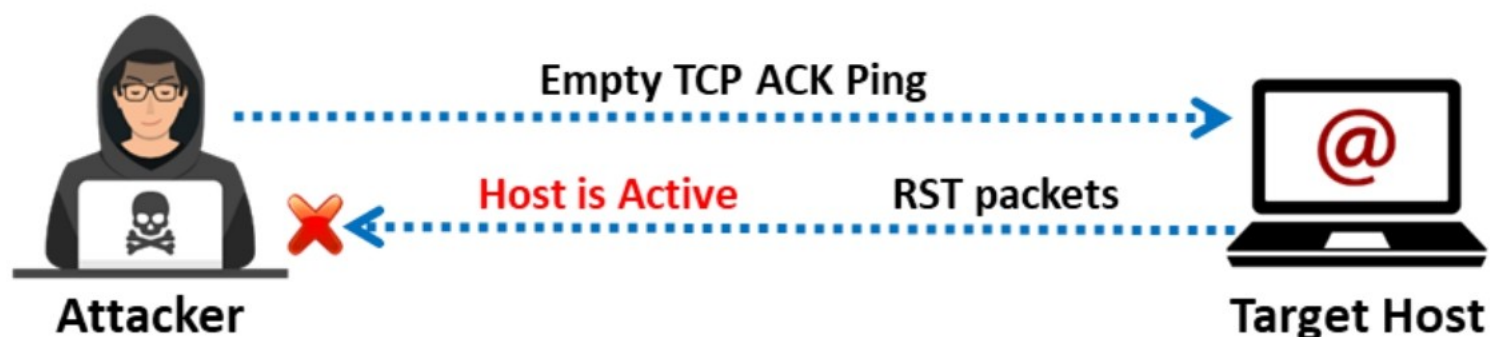 Empty TCP ACK Ping
@
Host is Active RST packets
Attacker
Target Host